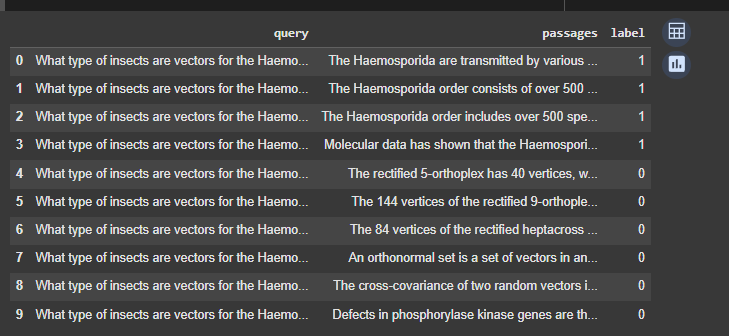 query passages label
0 What type of insects are vectors for the Haemo... The Haemosporida are transmitted by various ... 1
1 What type of insects are vectors for the Haemo... The Haemosporida order consists of over 500 ... 1
2 What type of insects are vectors for the Haemo... The Haemosporida order includes over 500 spe... 1
3 What type of insects are vectors for the Haemo... Molecular data has shown that the Haemospori... 1
4 What type of insects are vectors for the Haemo... The rectified 5-orthoplex has 40 vertices, w... 0
5 What type of insects are vectors for the Haemo... The 144 vertices of the rectified 9-orthople... 0
6 What type of insects are vectors for the Haemo... The 84 vertices of the rectified heptacross ... 0
7 What type of insects are vectors for the Haemo... An orthonormal set is a set of vectors in an... 0
8 What type of insects are vectors for the Haemo... The cross-covariance of two random vectors i... 0
9 What type of insects are vectors for the Haemo... Defects in phosphorylase kinase genes are th... 0